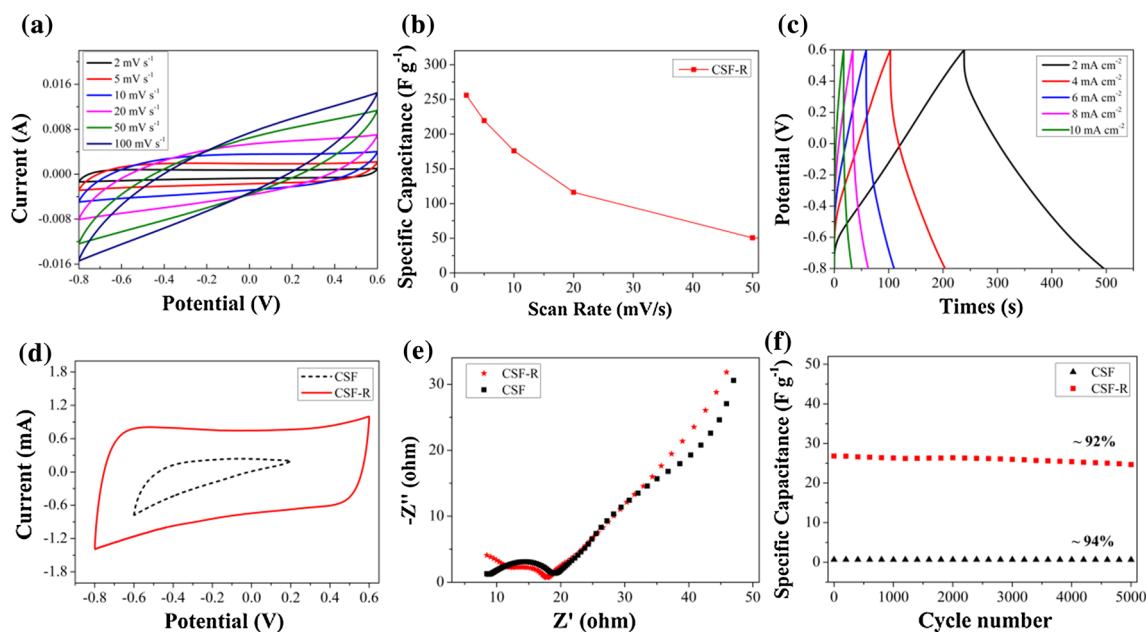 (a)
2 mV s⁻¹
5 mV s⁻¹
10 mV s⁻¹
20 mV s⁻¹
50 mV s⁻¹
100 mV s⁻¹
0.016
0.008
0.000
-0.008
-0.016
Current (A)
-0.8 -0.4 0.0 0.4
Potential (V)
(b)
CSF-R
300
250
200
150
100
50
0
Specific Capacitance (F g⁻¹)
0 10 20 30 40 50
Scan Rate (mV/s)
(c)
2 mA cm⁻²
4 mA cm⁻²
6 mA cm⁻²
8 mA cm⁻²
10 mA cm⁻²
0.6
0.4
0.2
0.0
-0.2
-0.4
-0.6
-0.8
Potential (V)
0 100 200 300 400 500
Times (s)
(d)
CSF
CSF-R
1.8
1.2
0.6
0.0
-0.6
-1.2
-1.8
Current (mA)
-0.8 -0.6 -0.4 -0.2 0.0 0.2 0.4 0.6
Potential (V)
(e)
CSF-R
CSF
30
20
10
0
-Z'' (ohm)
10 20 30 40 50
Z' (ohm)
(f)
CSF
CSF-R
50
40
30
20
10
0
~ 92%
~ 94%
Specific Capacitance (F g⁻¹)
0 1000 2000 3000 4000 5000
Cycle number